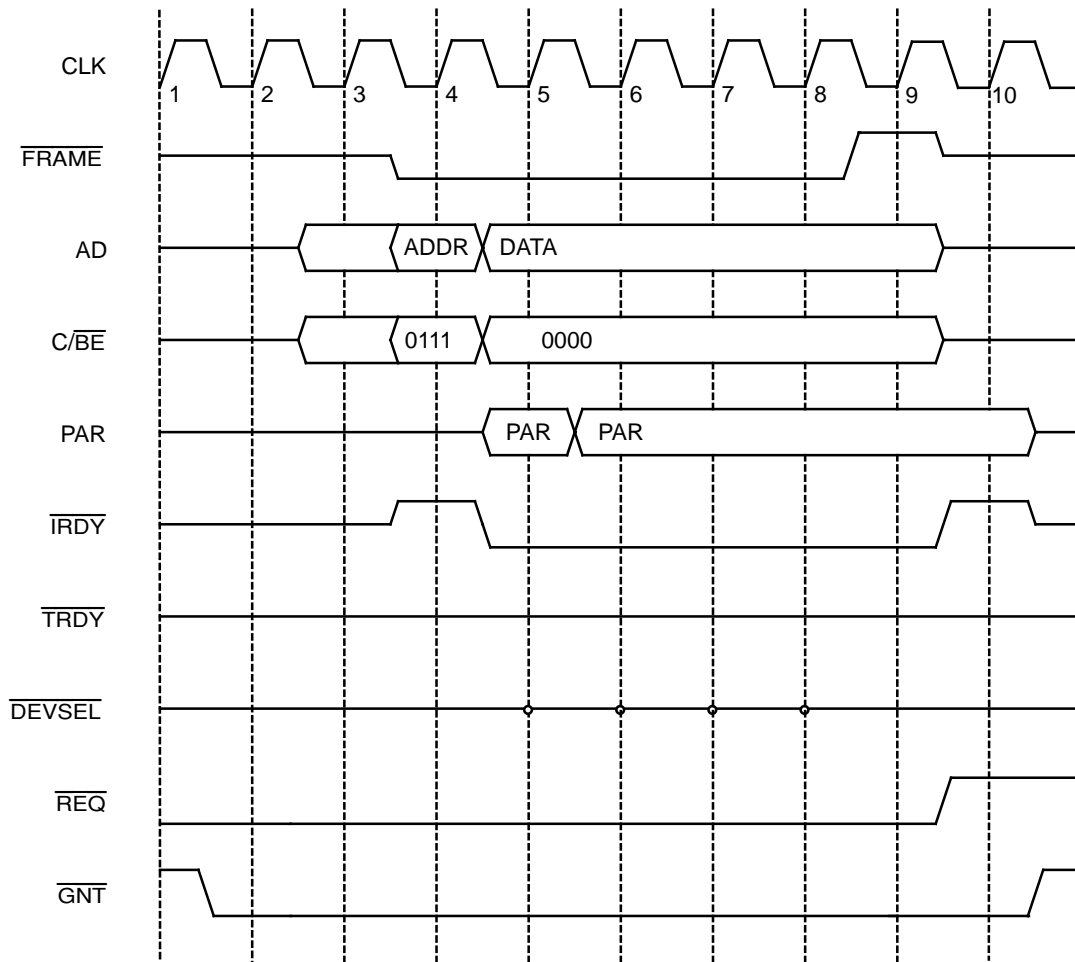 CLK
1 2 3 4 5 6 7 8 9 10
FRAME
AD
ADDR DATA
C/BE
0111 0000
PAR
PAR PAR
IRDY
TRDY
DEVSEL
REQ
GNT